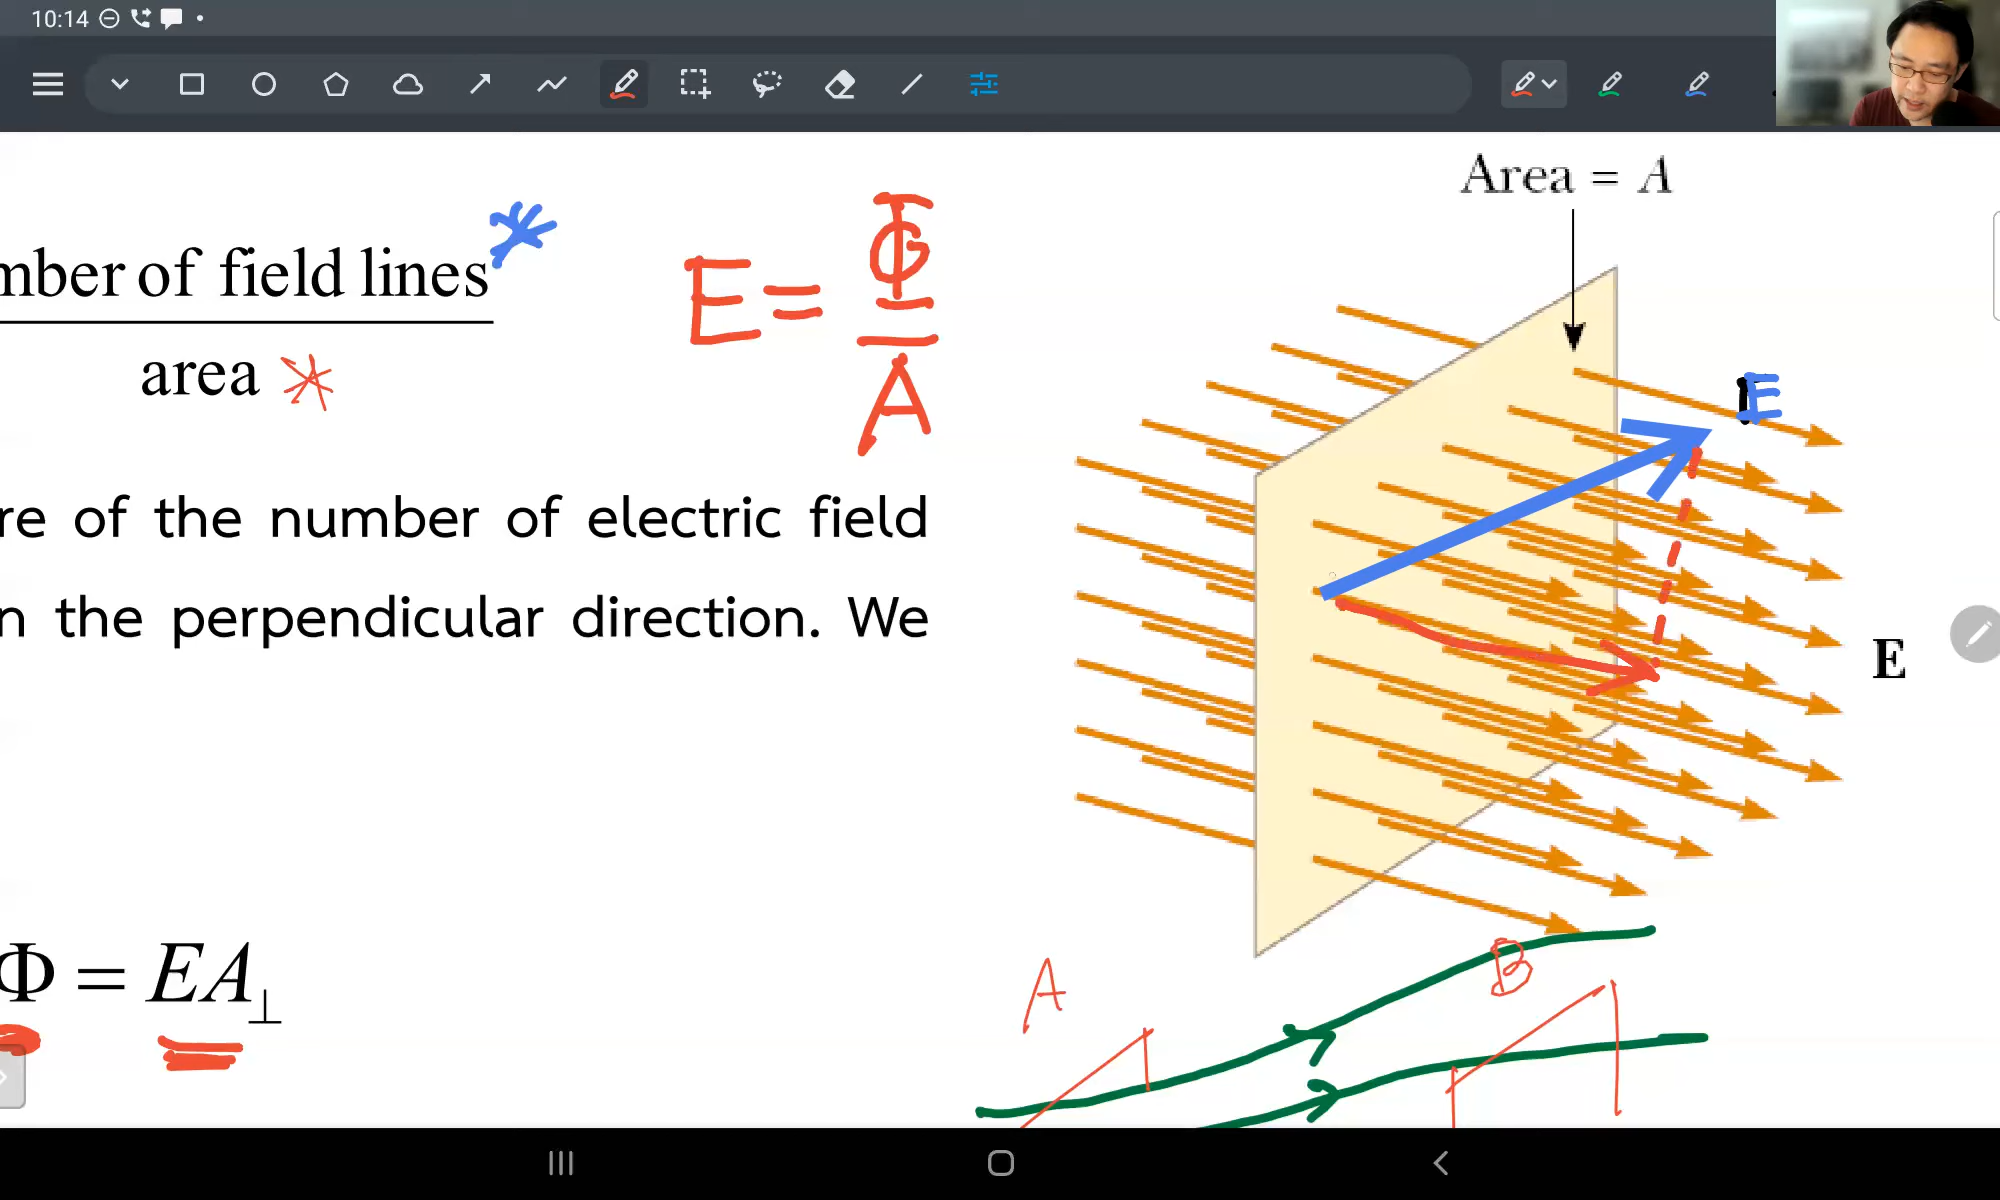 10:14
Area = A
mber of field lines*
area *
E = Φ
A
E
re of the number of electric field
n the perpendicular direction. We
E
Φ = EA⊥
A
B